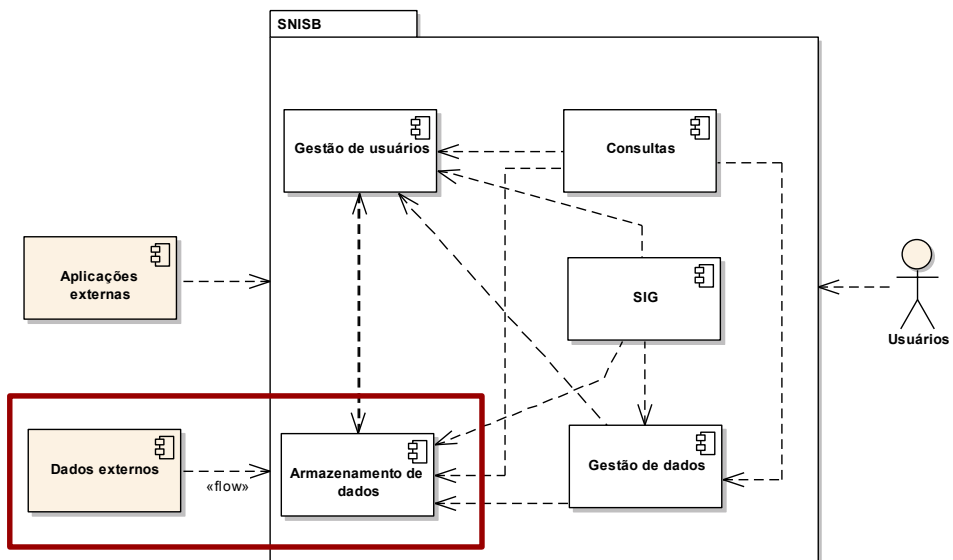 SNISB
Gestão de usuários
Consultas
Aplicações
externas
SIG
Usuários
Dados externos
«flow»
Armazenamento de
dados
Gestão de dados